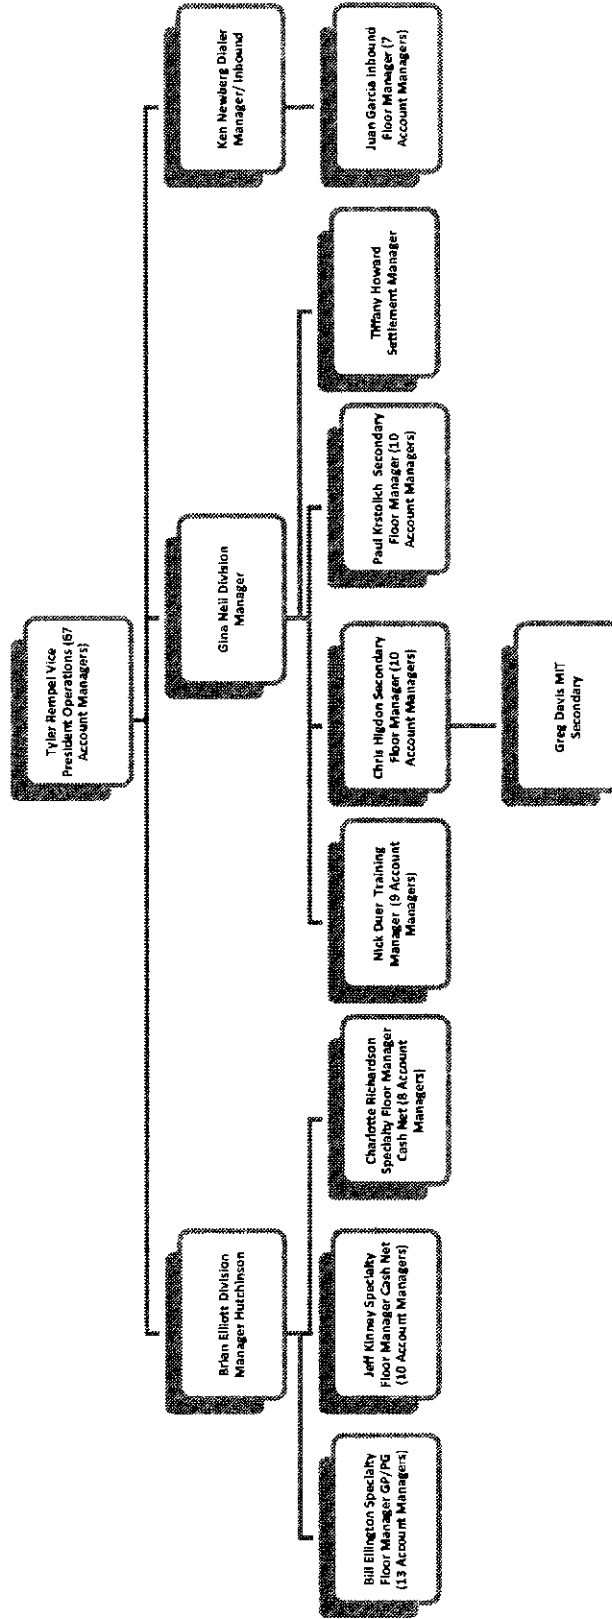 Tyler Rempel Vice
President Operations (67
Account Managers)
Brian Elliott Division
Manager Hutchinson
Gina Neil Division
Manager
Ken Newberg Dialer
Manager/ Inbound
Bill Ellington Specialty
Floor Manager GP/PG
(13 Account Managers)
Jeff Kinney Specialty
Floor Manager Cash Net
(10 Account Managers)
Charlotte Richardson
Specialty Floor Manager
Cash Net (8 Account
Managers)
Nick Duer Training
Manager (9 Account
Managers)
Chris Higdon Secondary
Floor Manager (10
Account Managers)
Paul Krstolich Secondary
Floor Manager (10
Account Managers)
Tiffany Howard
Settlement Manager
Juan Garcia Inbound
Floor Manager (7
Account Managers)
Greg Davis MIT
Secondary